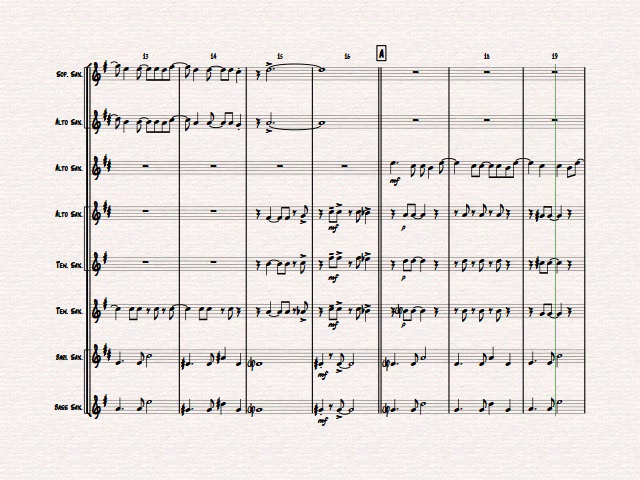 13 14 15 16 A 18 19
Sop. Sax.
Alto Sax.
Alto Sax.
mf
Alto Sax.
mf p
Ten. Sax.
mf p
Ten. Sax.
mf p
Bari. Sax.
mf
Bass Sax.
mf